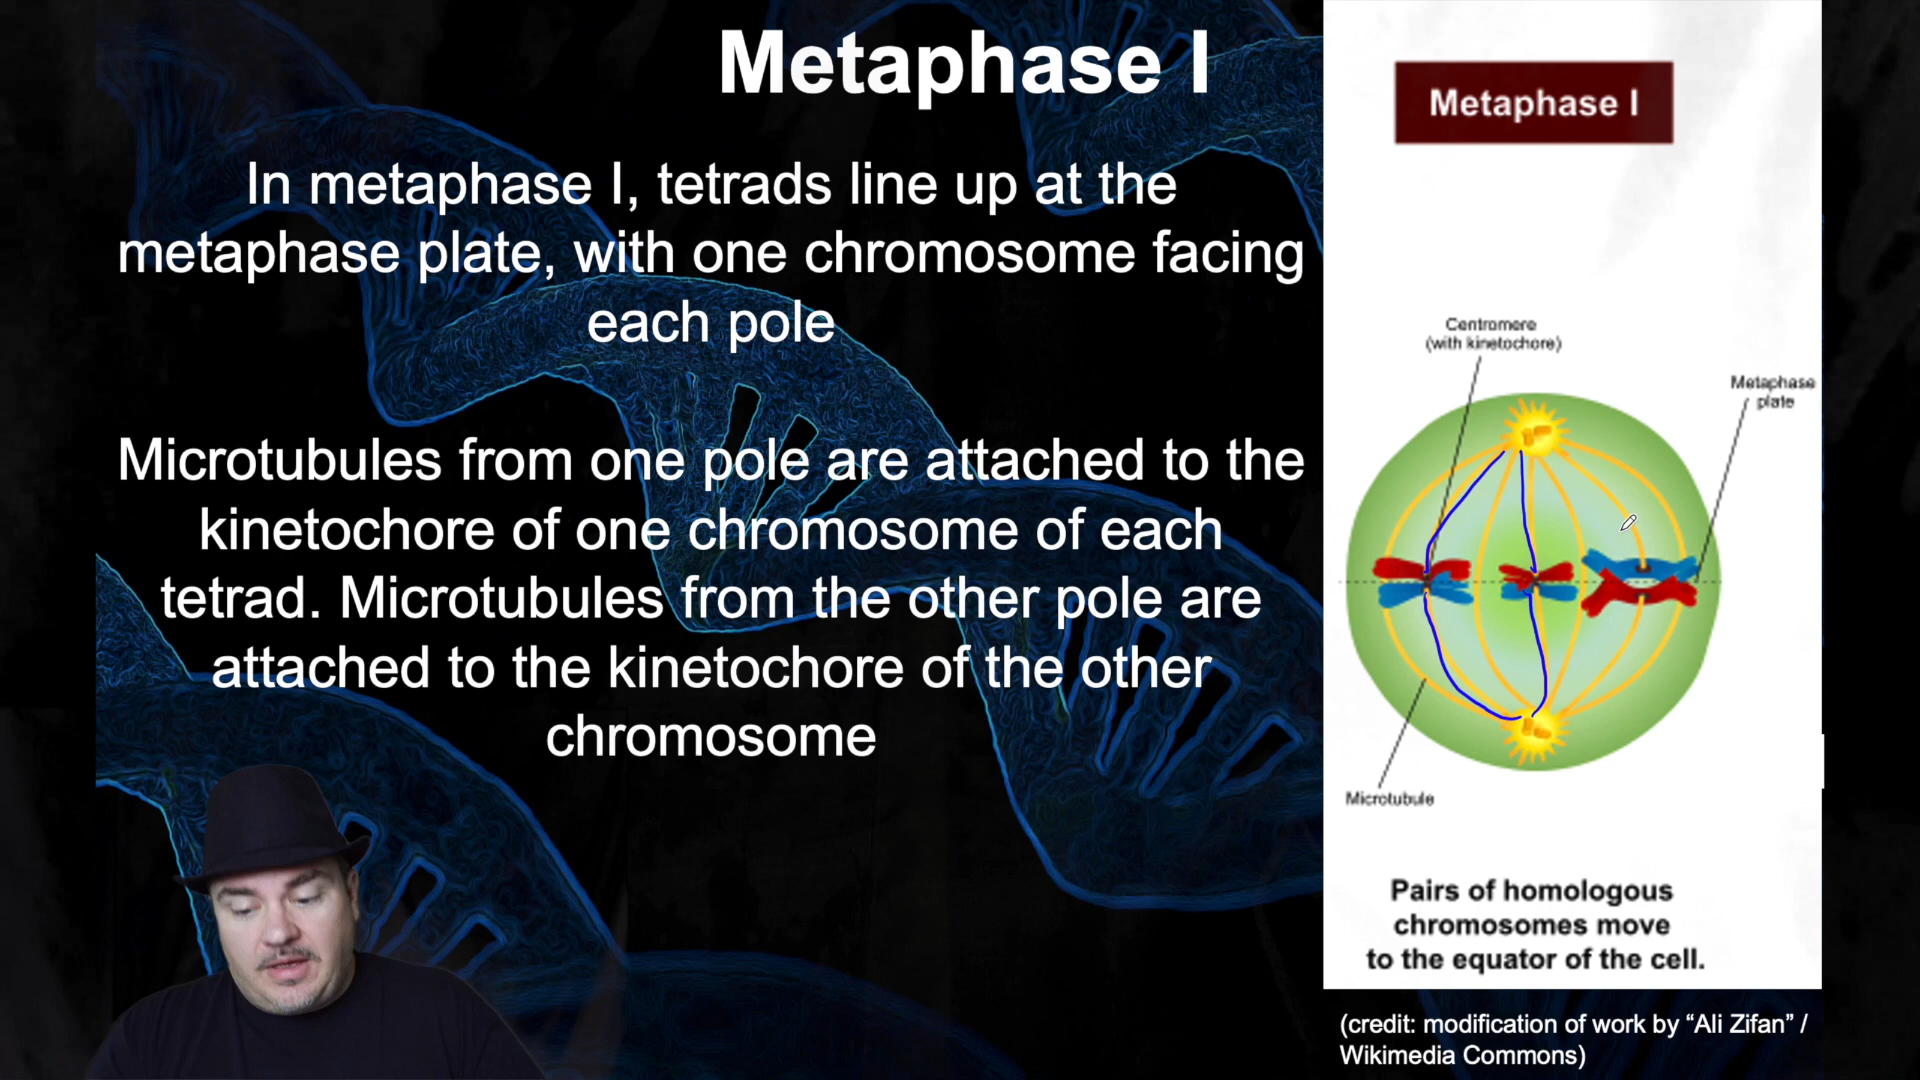 Metaphase I
In metaphase I, tetrads line up at the
metaphase plate, with one chromosome facing
each pole
Microtubules from one pole are attached to the
kinetochore of one chromosome of each
tetrad. Microtubules from the other pole are
attached to the kinetochore of the other
chromosome
Metaphase I
Centromere
(with kinetochore)
Metaphase
plate
Microtubule
Pairs of homologous
chromosomes move
to the equator of the cell.
(credit: modification of work by “Ali Zifan” /
Wikimedia Commons)